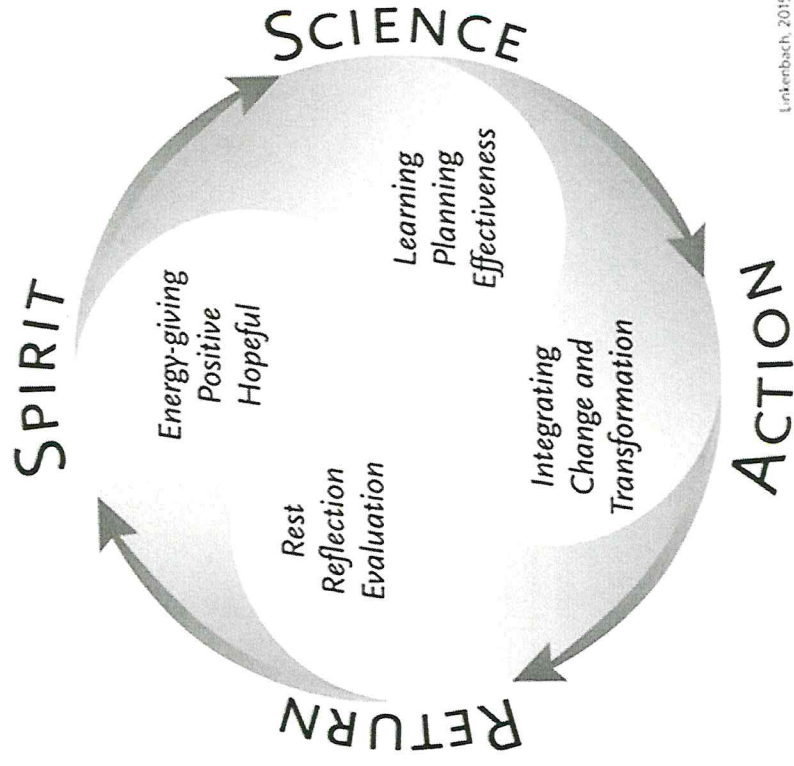 SPIRIT
Energy-giving
Positive
Hopeful
SCIENCE
Learning
Planning
Effectiveness
ACTION
Integrating
Change and
Transformation
RETURN
Rest
Reflection
Evaluation
Linkenbach, 2015